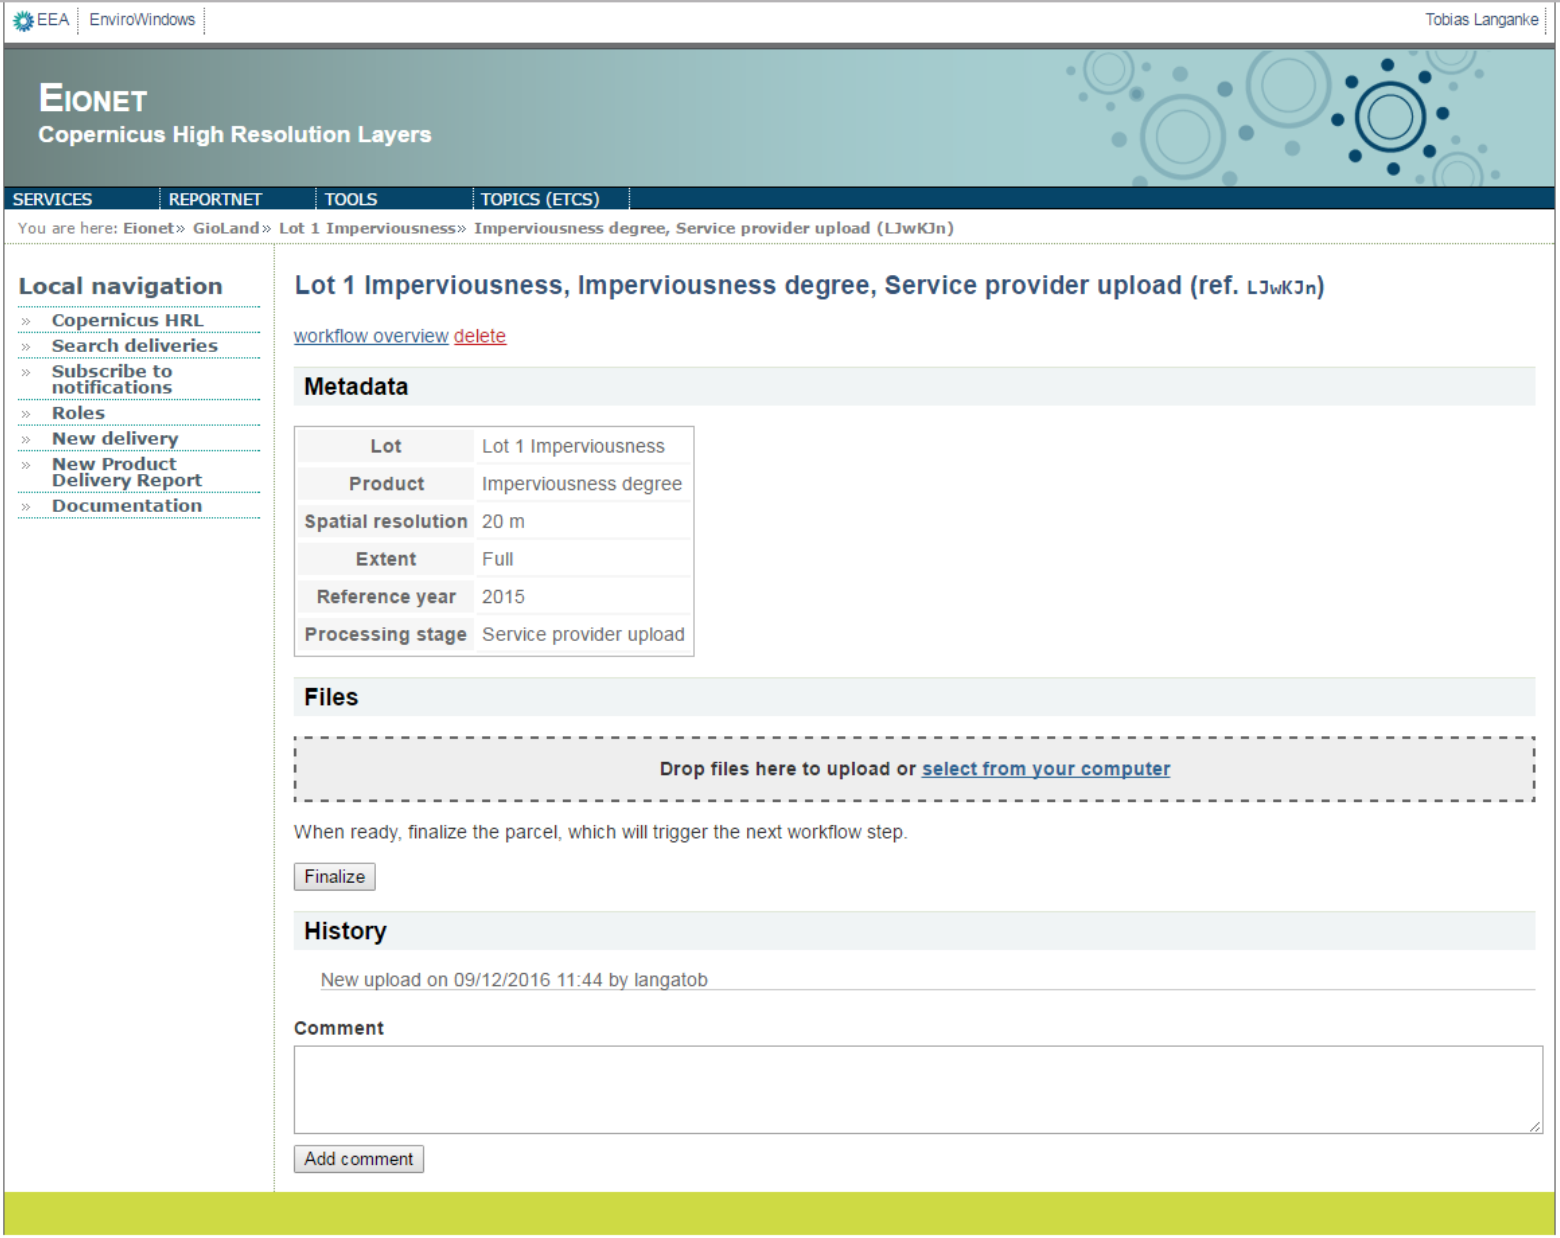 EEA EnviroWindows Tobias Langanke
EIONET
Copernicus High Resolution Layers
SERVICES REPORTNET TOOLS TOPICS (ETCS)
You are here: Eionet» GioLand» Lot 1 Imperviousness» Imperviousness degree, Service provider upload (LJwKJn)
Local navigation
» Copernicus HRL
» Search deliveries
» Subscribe to
notifications
» Roles
» New delivery
» New Product
Delivery Report
» Documentation
Lot 1 Imperviousness, Imperviousness degree, Service provider upload (ref. LJwKJn)
workflow overview delete
Metadata
Lot Lot 1 Imperviousness
Product Imperviousness degree
Spatial resolution 20 m
Extent Full
Reference year 2015
Processing stage Service provider upload
Files
Drop files here to upload or select from your computer
When ready, finalize the parcel, which will trigger the next workflow step.
Finalize
History
New upload on 09/12/2016 11:44 by langatob
Comment
Add comment